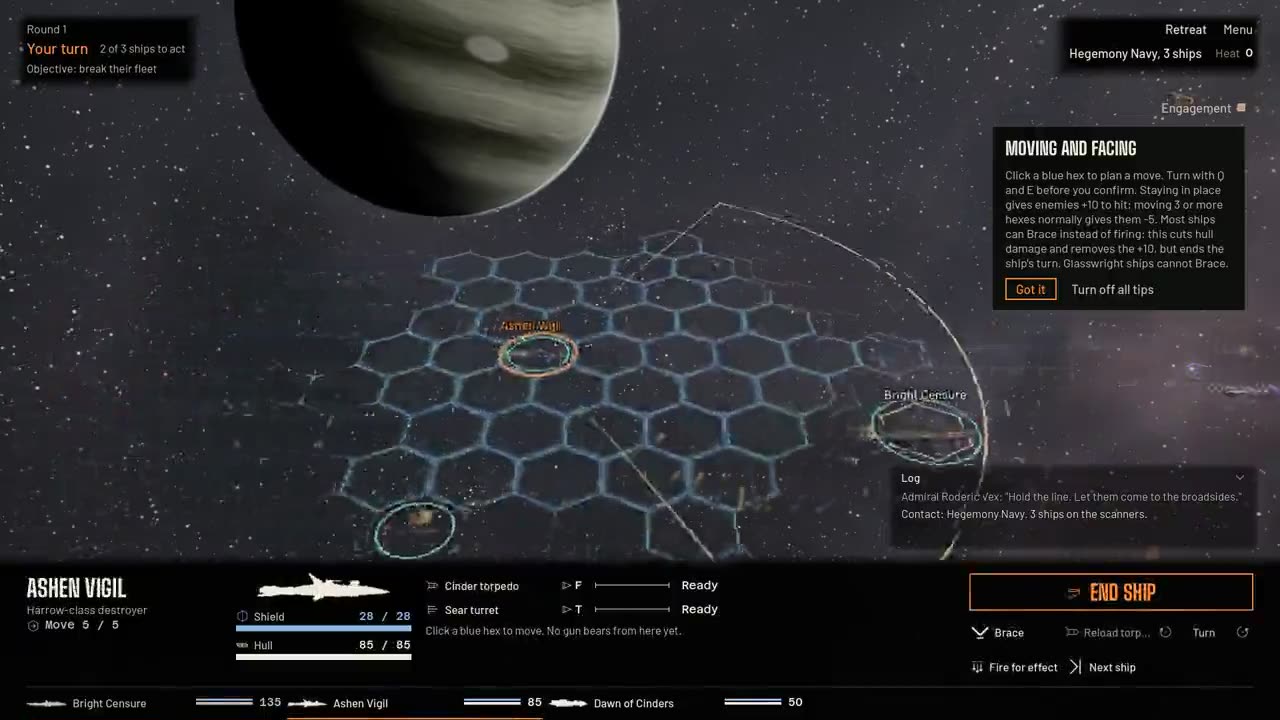 Round 1
Your turn 2 of 3 ships to act
Objective: break their fleet
Retreat Menu
Hegemony Navy, 3 ships Heat 0
Engagement
MOVING AND FACING
Click a blue hex to plan a move. Turn with Q
and E before you confirm. Staying in place
gives enemies +10 to hit; moving 3 or more
hexes normally gives them -5. Most ships
can Brace instead of firing: this cuts hull
damage and removes the +10, but ends the
ship's turn. Glasswright ships cannot Brace.
Got it Turn off all tips
Ashen Vigil
Bright Censure
Log
Admiral Roderic Vex: "Hold the line. Let them come to the broadsides."
Contact: Hegemony Navy. 3 ships on the scanners.
ASHEN VIGIL
Harrow-class destroyer
Move 5 / 5
Shield 28 / 28
Hull 85 / 85
Cinder torpedo F Ready
Sear turret T Ready
Click a blue hex to move. No gun bears from here yet.
END SHIP
Brace Reload torp... Turn
Fire for effect Next ship
Bright Censure 135 Ashen Vigil 85 Dawn of Cinders 50